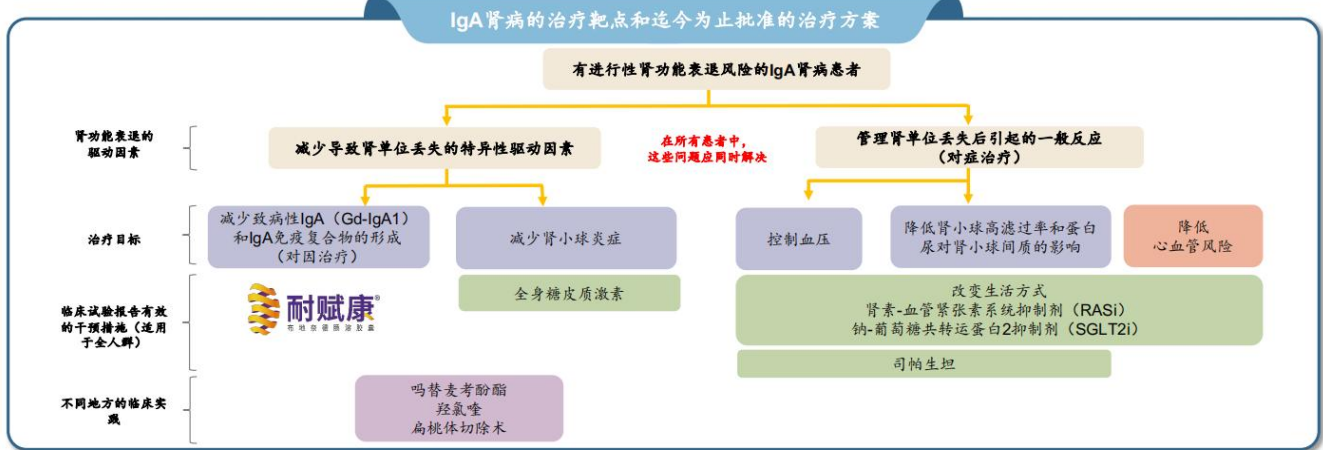 IgA肾病的治疗靶点和迄今为止批准的治疗方案
有进行性肾功能衰退风险的IgA肾病患者
肾功能衰退的
驱动因素
减少导致肾单位丢失的特异性驱动因素
在所有患者中,
这些问题应同时解决
管理肾单位丢失后引起的一般反应
(对症治疗)
治疗目标
减少致病性IgA（Gd-IgA1）
和IgA免疫复合物的形成
（对因治疗）
减少肾小球炎症
控制血压
降低肾小球高滤过率和蛋白
尿对肾小球间质的影响
降低
心血管风险
临床试验报告有效
的干预措施（适用
于全人群）
耐赋康®
布地奈德肠溶胶囊
全身糖皮质激素
改变生活方式
肾素-血管紧张素系统抑制剂（RASi）
钠-葡萄糖共转运蛋白2抑制剂（SGLT2i）
司帕生坦
不同地方的临床实
践
吗替麦考酚酯
羟氯喹
扁桃体切除术